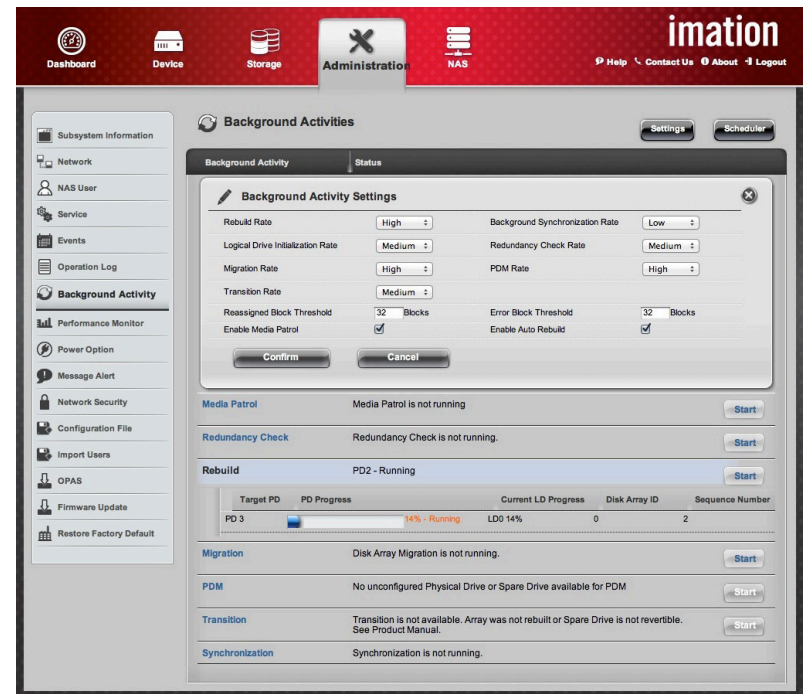 imation
Dashboard
Device
Storage
Administration
NAS
Help Contact Us About Logout
Subsystem Information
Network
NAS User
Service
Events
Operation Log
Background Activity
Performance Monitor
Power Option
Message Alert
Network Security
Configuration File
Import Users
OPAS
Firmware Update
Restore Factory Default
Background Activities
Settings
Scheduler
Background Activity Status
Background Activity Settings
Rebuild Rate High Background Synchronization Rate Low
Logical Drive Initialization Rate Medium Redundancy Check Rate Medium
Migration Rate High PDM Rate High
Transition Rate Medium
Reassigned Block Threshold 32 Blocks Error Block Threshold 32 Blocks
Enable Media Patrol Enable Auto Rebuild
Confirm Cancel
Media Patrol Media Patrol is not running Start
Redundancy Check Redundancy Check is not running. Start
Rebuild PD2 - Running Start
Target PD PD Progress Current LD Progress Disk Array ID Sequence Number
PD 3 14% - Running LD0 14% 0 2
Migration Disk Array Migration is not running. Start
PDM No unconfigured Physical Drive or Spare Drive available for PDM Start
Transition Transition is not available. Array was not rebuilt or Spare Drive is not revertible. Start
See Product Manual.
Synchronization Synchronization is not running.